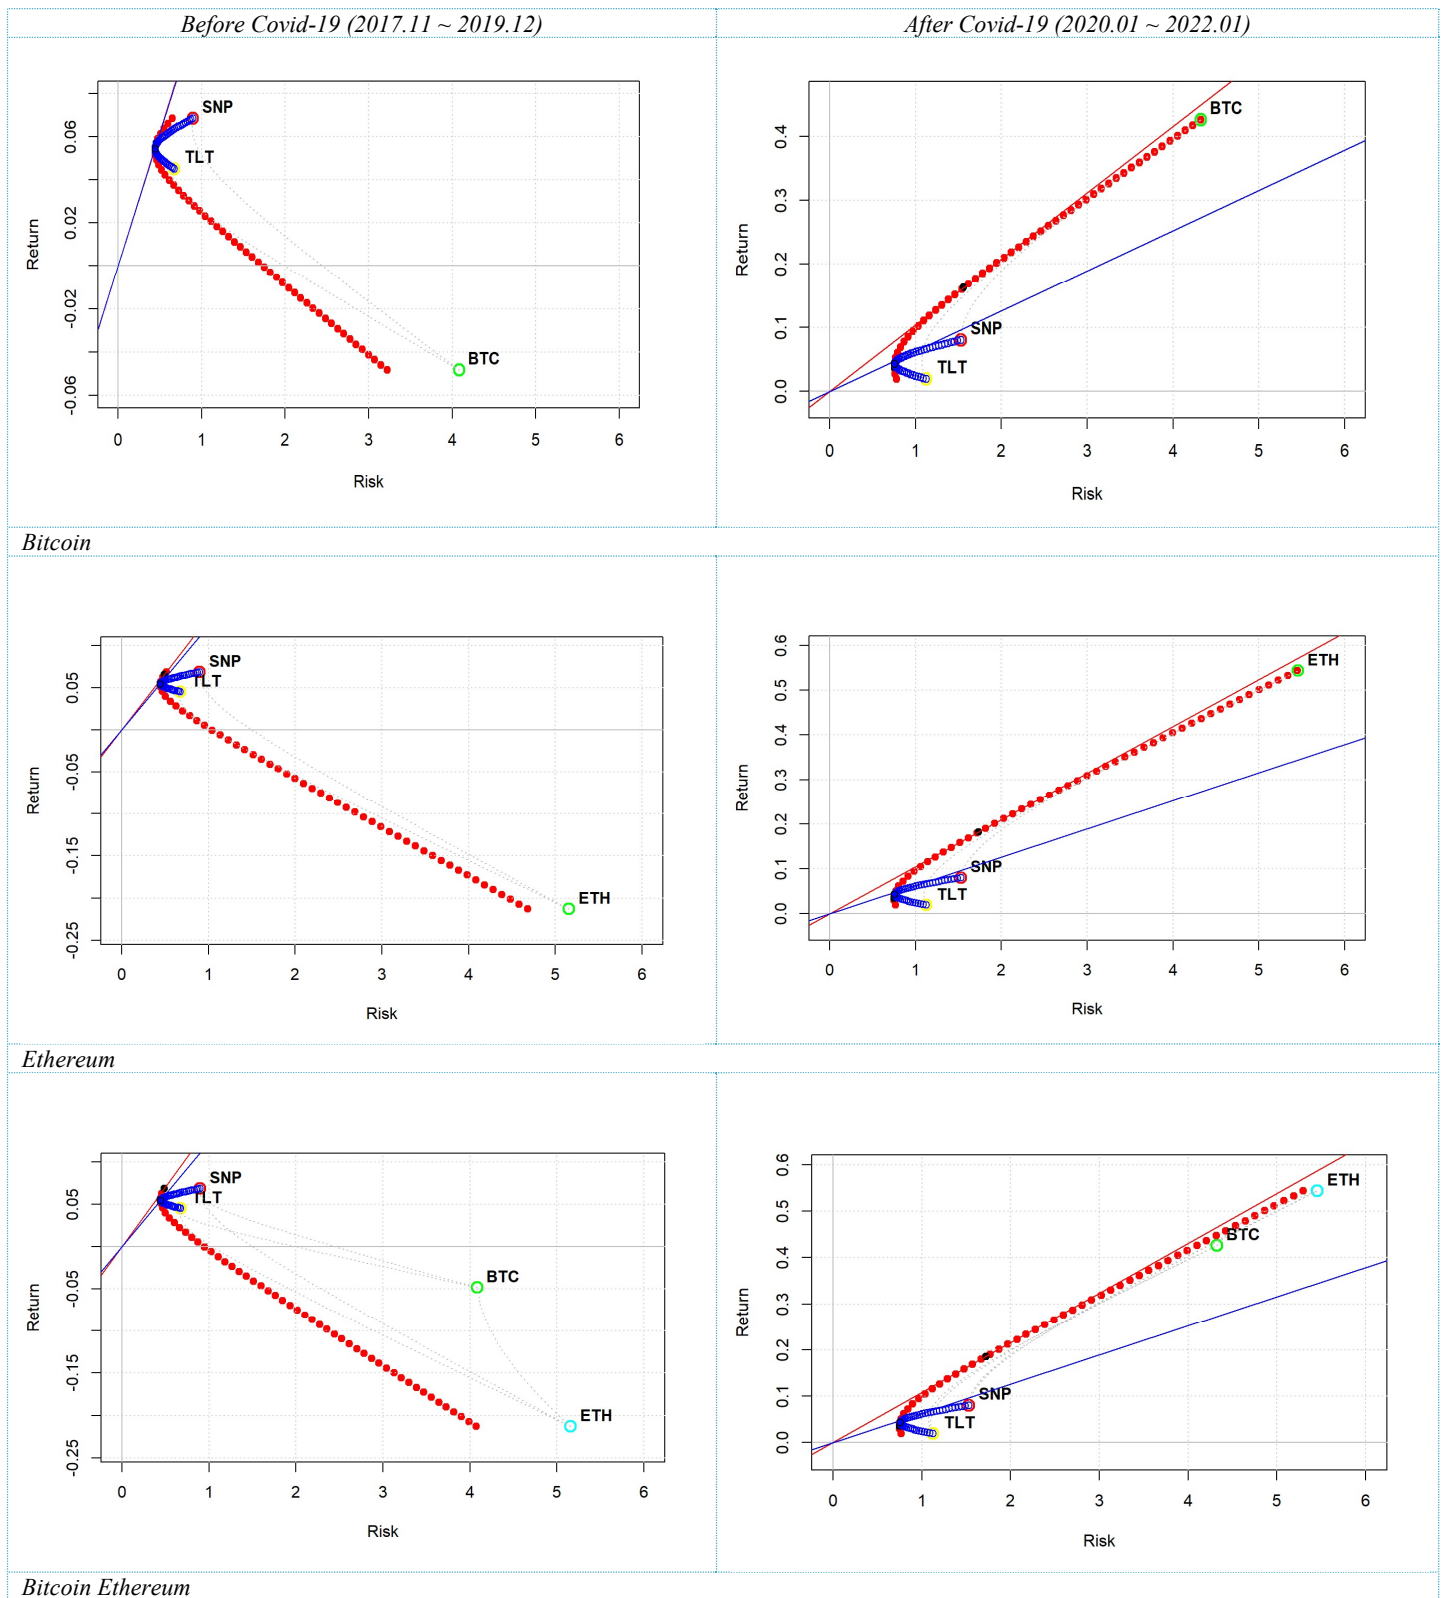 Before Covid-19 (2017.11 ~ 2019.12)
After Covid-19 (2020.01 ~ 2022.01)
SNP
TLT
BTC
Return
0.06
0.02
-0.02
-0.06
0 1 2 3 4 5 6
Risk
BTC
SNP
TLT
Return
0.4
0.3
0.2
0.1
0.0
0 1 2 3 4 5 6
Risk
Bitcoin
SNP
TLT
ETH
Return
0.05
-0.05
-0.15
-0.25
0 1 2 3 4 5 6
Risk
ETH
SNP
TLT
Return
0.6
0.5
0.4
0.3
0.2
0.1
0.0
0 1 2 3 4 5 6
Risk
Ethereum
SNP
TLT
BTC
ETH
Return
0.05
-0.05
-0.15
-0.25
0 1 2 3 4 5 6
Risk
ETH
BTC
SNP
TLT
Return
0.6
0.5
0.4
0.3
0.2
0.1
0.0
0 1 2 3 4 5 6
Risk
Bitcoin Ethereum